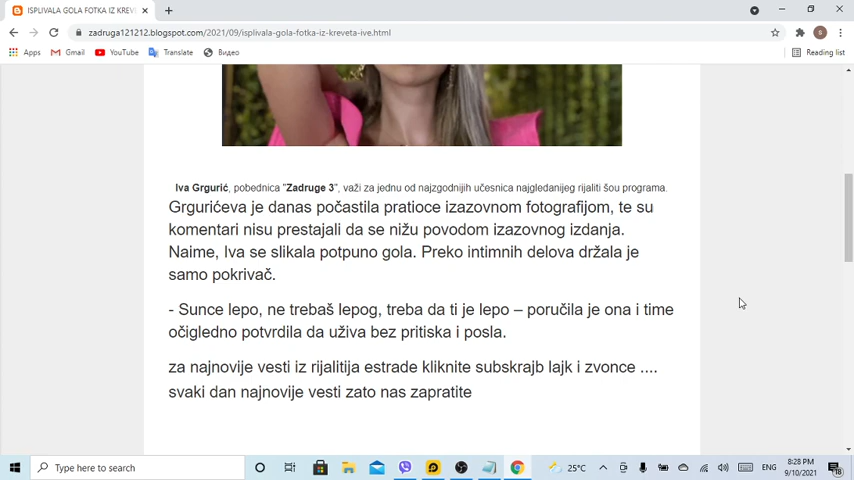 ISPLIVALA GOLA FOTKA IZ KREVE
zadruga121212.blogspot.com/2021/09/isplivala-gola-fotka-iz-kreveta-ive.html
Apps Gmail YouTube Translate Видео Reading list
Iva Grgurić, pobednica "Zadruge 3", važi za jednu od najzgodnijih učesnica najgledanijeg rijaliti šou programa.
Grgurićeva je danas počastila pratioce izazovnom fotografijom, te su
komentari nisu prestajali da se nižu povodom izazovnog izdanja.
Naime, Iva se slikala potpuno gola. Preko intimnih delova držala je
samo pokrivač.
- Sunce lepo, ne trebaš lepog, treba da ti je lepo – poručila je ona i time
očigledno potvrdila da uživa bez pritiska i posla.
za najnovije vesti iz rijalitija estrade kliknite subskrajb lajk i zvonce ....
svaki dan najnovije vesti zato nas zapratite
Type here to search
25°C
ENG
8:28 PM
9/10/2021
18